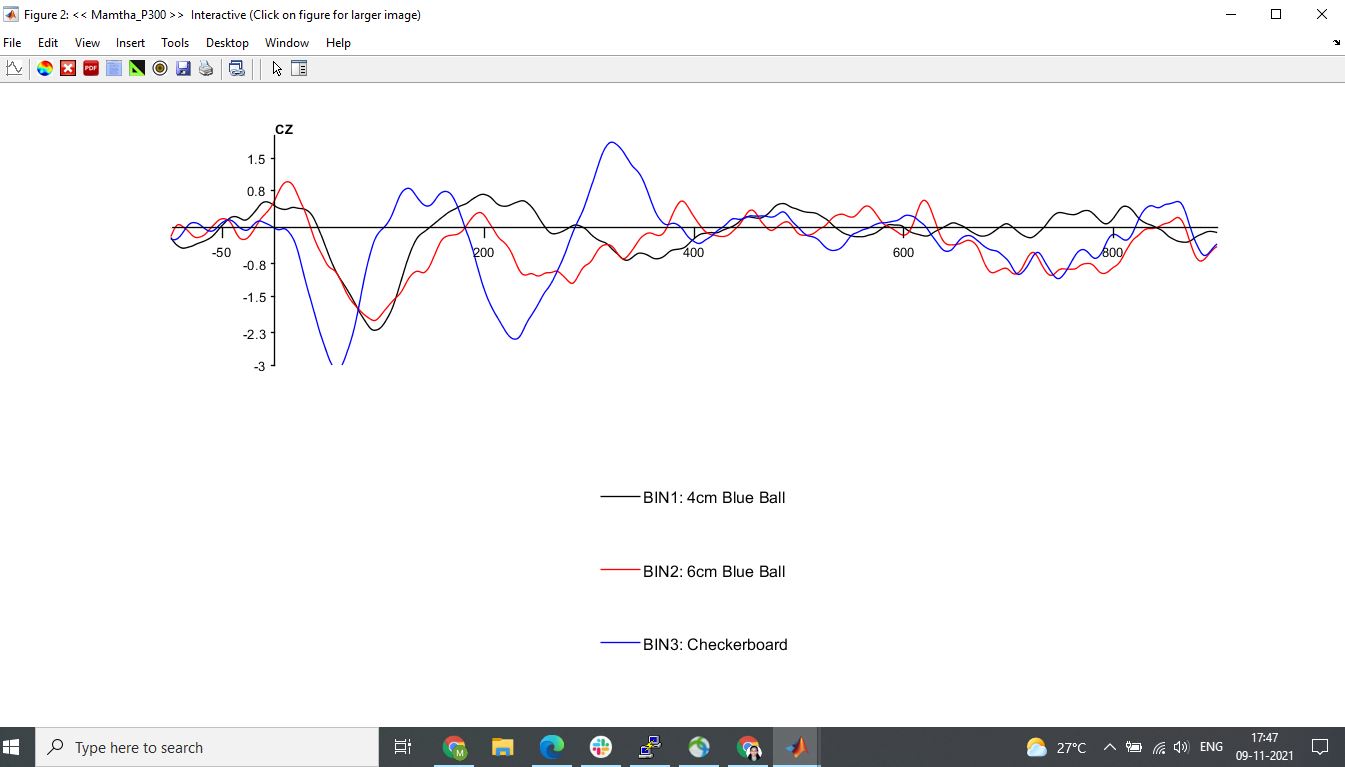 Figure 2: << Mamtha_P300 >>  Interactive (Click on figure for larger image)
File Edit View Insert Tools Desktop Window Help
PDF
CZ
1.5
0.8
-50 200 400 600 800
-0.8
-1.5
-2.3
-3
BIN1: 4cm Blue Ball
BIN2: 6cm Blue Ball
BIN3: Checkerboard
Type here to search
M
27°C
ENG
17:47
09-11-2021